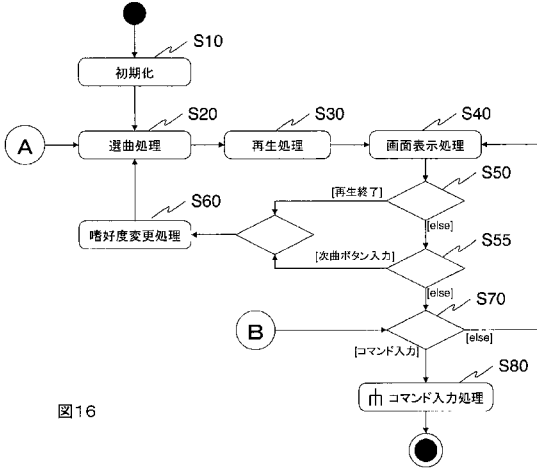 S10
初期化
S20
S30
S40
A
選曲処理
再生処理
画面表示処理
S50
[再生終了]
S60
[else]
嗜好度変更処理
S55
[次曲ボタン入力]
[else]
S70
B
[else]
[コマンド入力]
S80
コマンド入力処理
図16